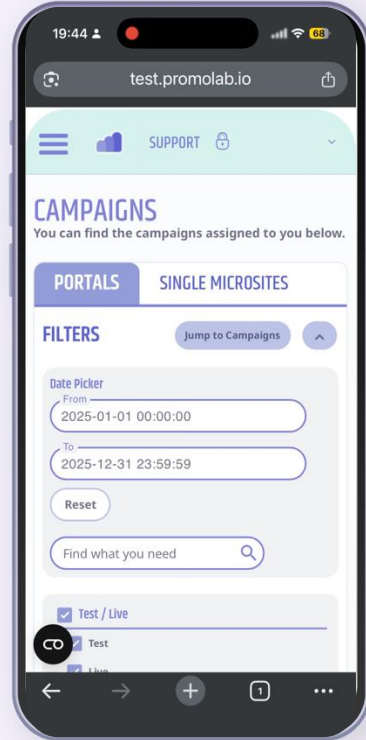 19:44
68
test.promolab.io
SUPPORT
CAMPAIGNS
You can find the campaigns assigned to you below.
PORTALS SINGLE MICROSITES
FILTERS Jump to Campaigns
Date Picker
From
2025-01-01 00:00:00
To
2025-12-31 23:59:59
Reset
Find what you need
Test / Live
Test
Live
1